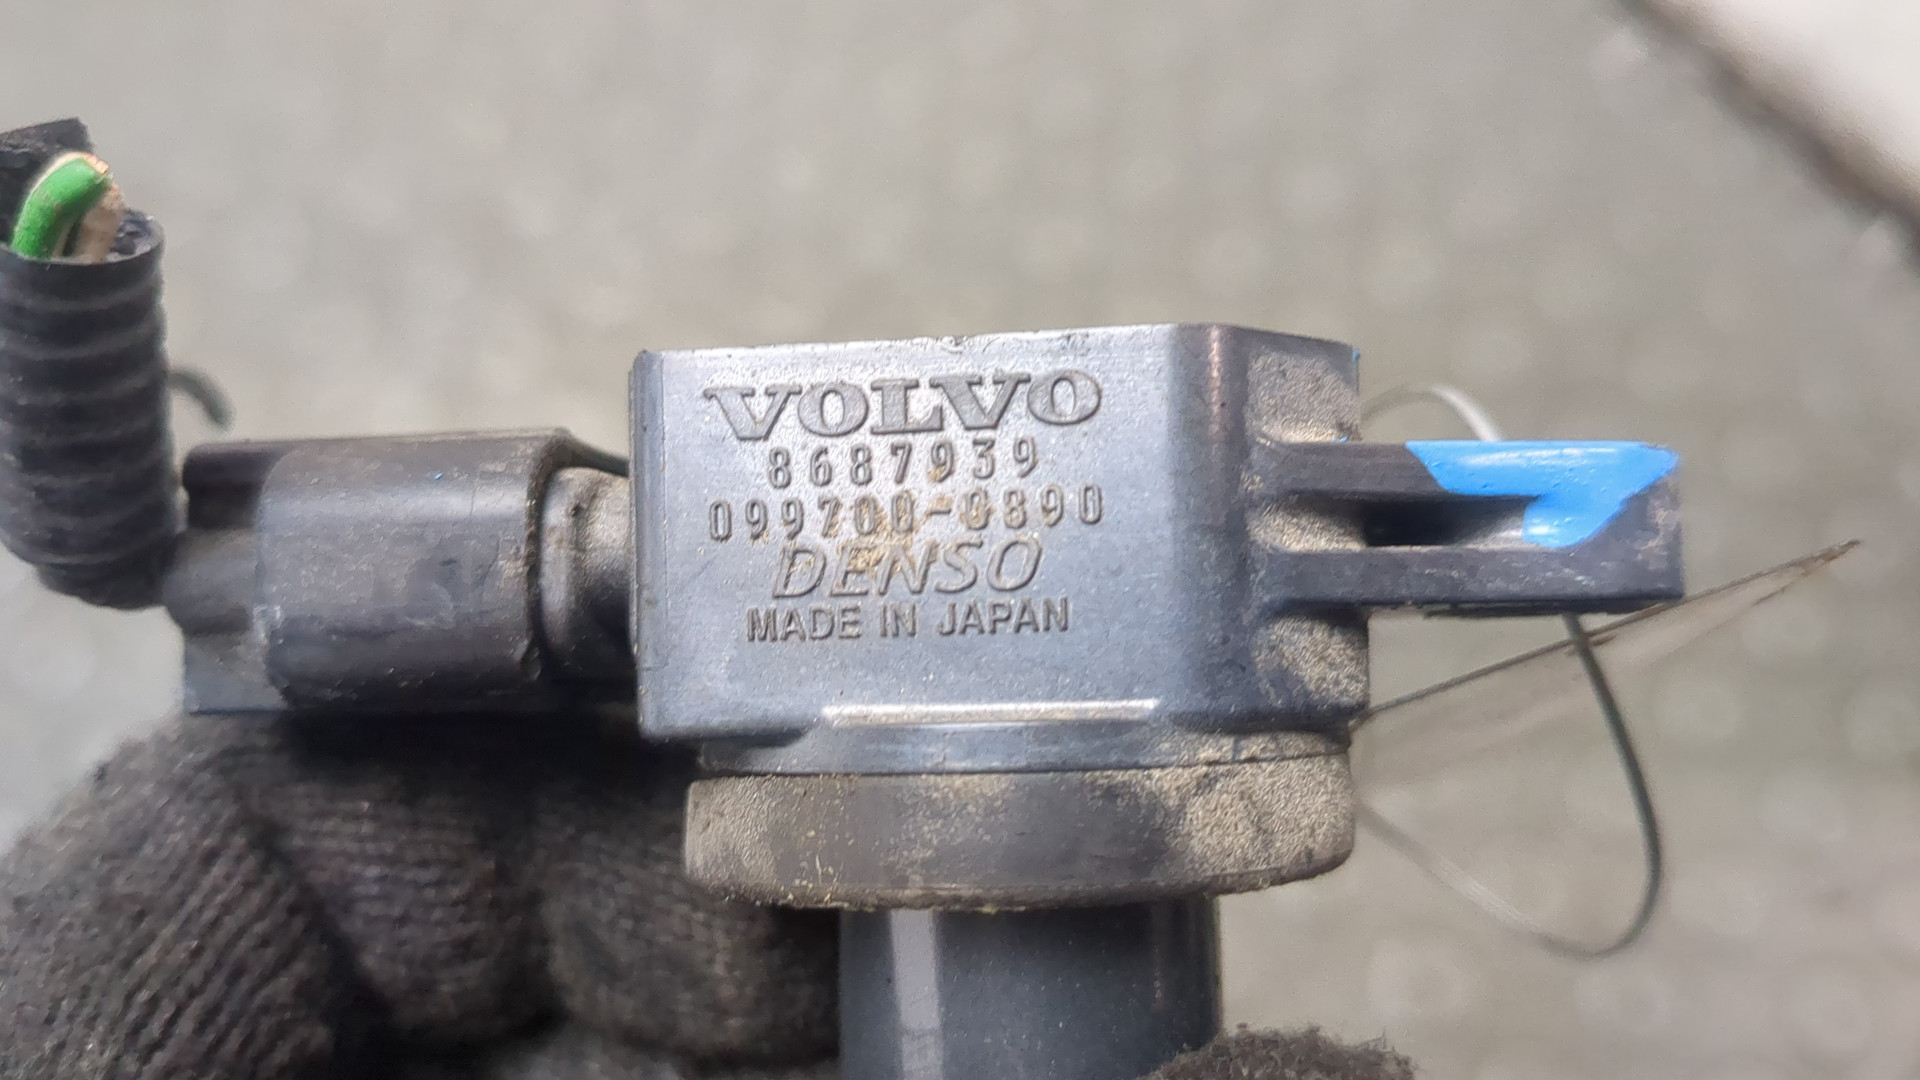 VOLVO
8687939
099700-0890
DENSO
MADE IN JAPAN